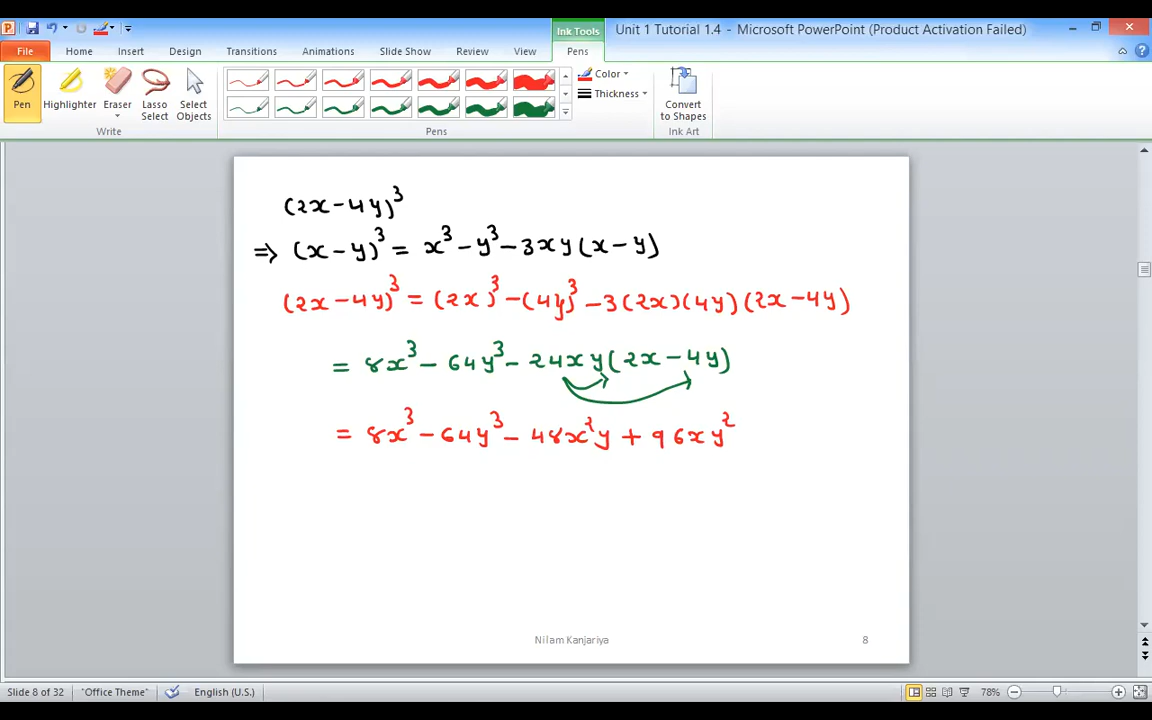 Ink Tools
Unit 1 Tutorial 1.4 - Microsoft PowerPoint (Product Activation Failed)
File Home Insert Design Transitions Animations Slide Show Review View Pens
Pen Highlighter Eraser Lasso Select Select Objects
Color
Thickness
Convert to Shapes
Write Pens Ink Art
(2x-4y)³
⇒ (x-y)³ = x³-y³-3xy(x-y)
(2x-4y)³ = (2x)³-(4y)³-3(2x)(4y)(2x-4y)
= 8x³-64y³-24xy(2x-4y)
= 8x³-64y³-48x²y+96xy²
Nilam Kanjariya 8
Slide 8 of 32 "Office Theme" English (U.S.) 78%